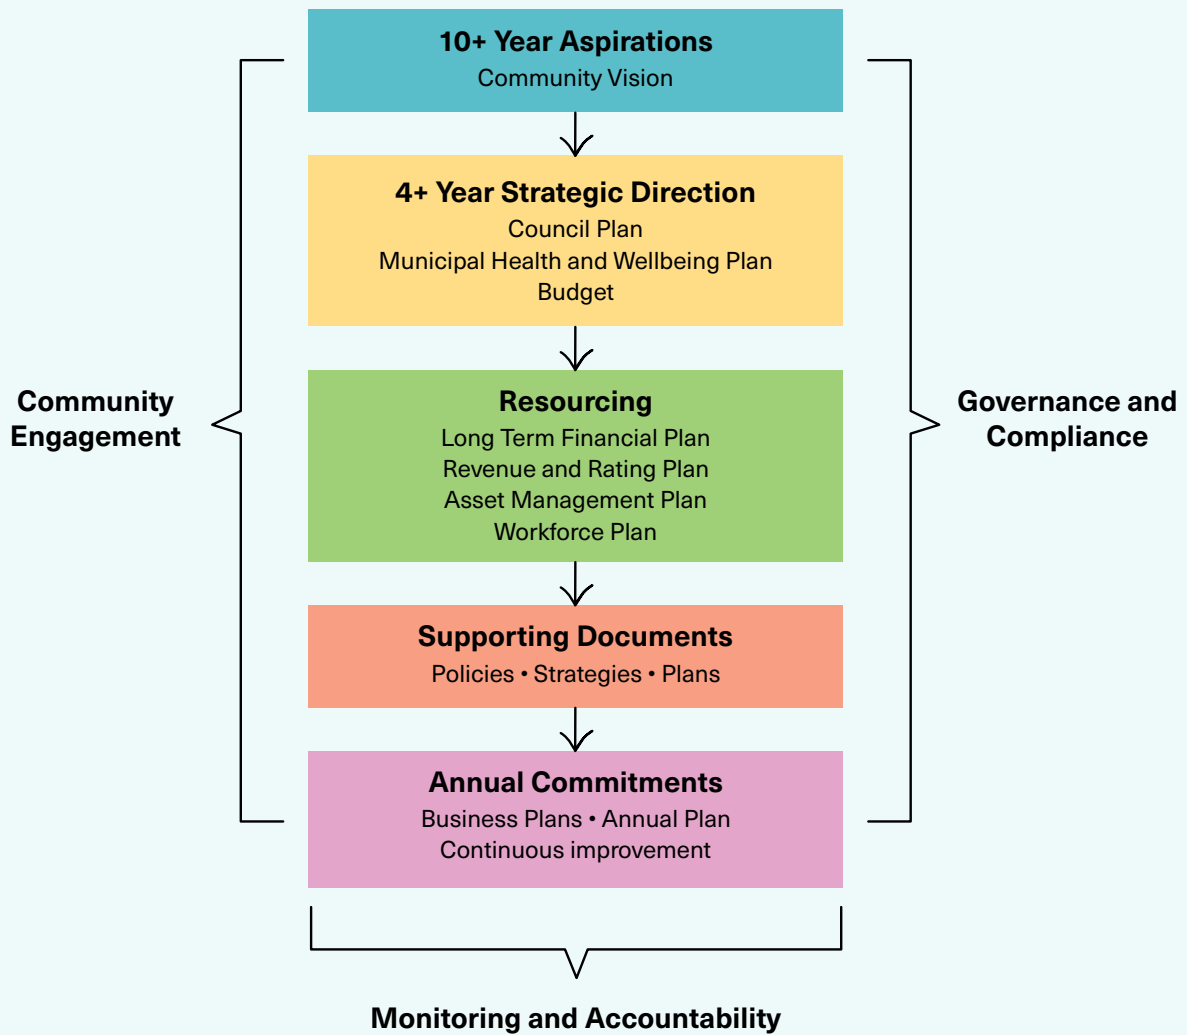 10+ Year Aspirations
Community Vision
4+ Year Strategic Direction
Council Plan
Municipal Health and Wellbeing Plan
Budget
Community
Engagement
Resourcing
Long Term Financial Plan
Revenue and Rating Plan
Asset Management Plan
Workforce Plan
Governance and
Compliance
Supporting Documents
Policies • Strategies • Plans
Annual Commitments
Business Plans • Annual Plan
Continuous improvement
Monitoring and Accountability